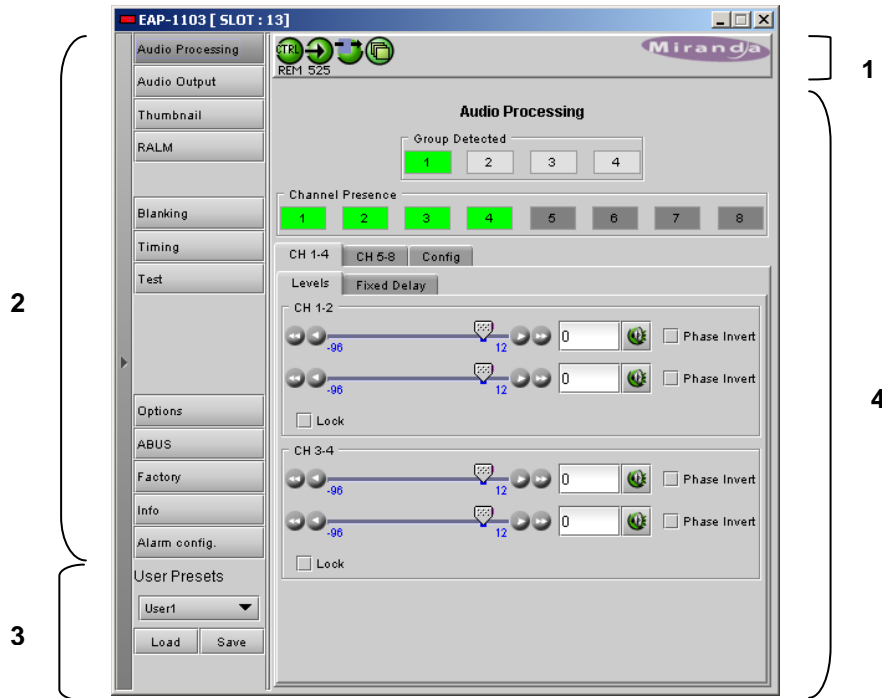 EAP-1103 [ SLOT : 13]
Audio Processing
Audio Output
Thumbnail
RALM
Blanking
Timing
Test
Options
ABUS
Factory
Info
Alarm config.
User Presets
User1
Load Save
CTRL
REM 525
Miranda
Audio Processing
Group Detected
1 2 3 4
Channel Presence
1 2 3 4 5 6 7 8
CH 1-4 CH 5-8 Config
Levels Fixed Delay
CH 1-2
-96 12 0 Phase Invert
-96 12 0 Phase Invert
Lock
CH 3-4
-96 12 0 Phase Invert
-96 12 0 Phase Invert
Lock
1
2
3
4